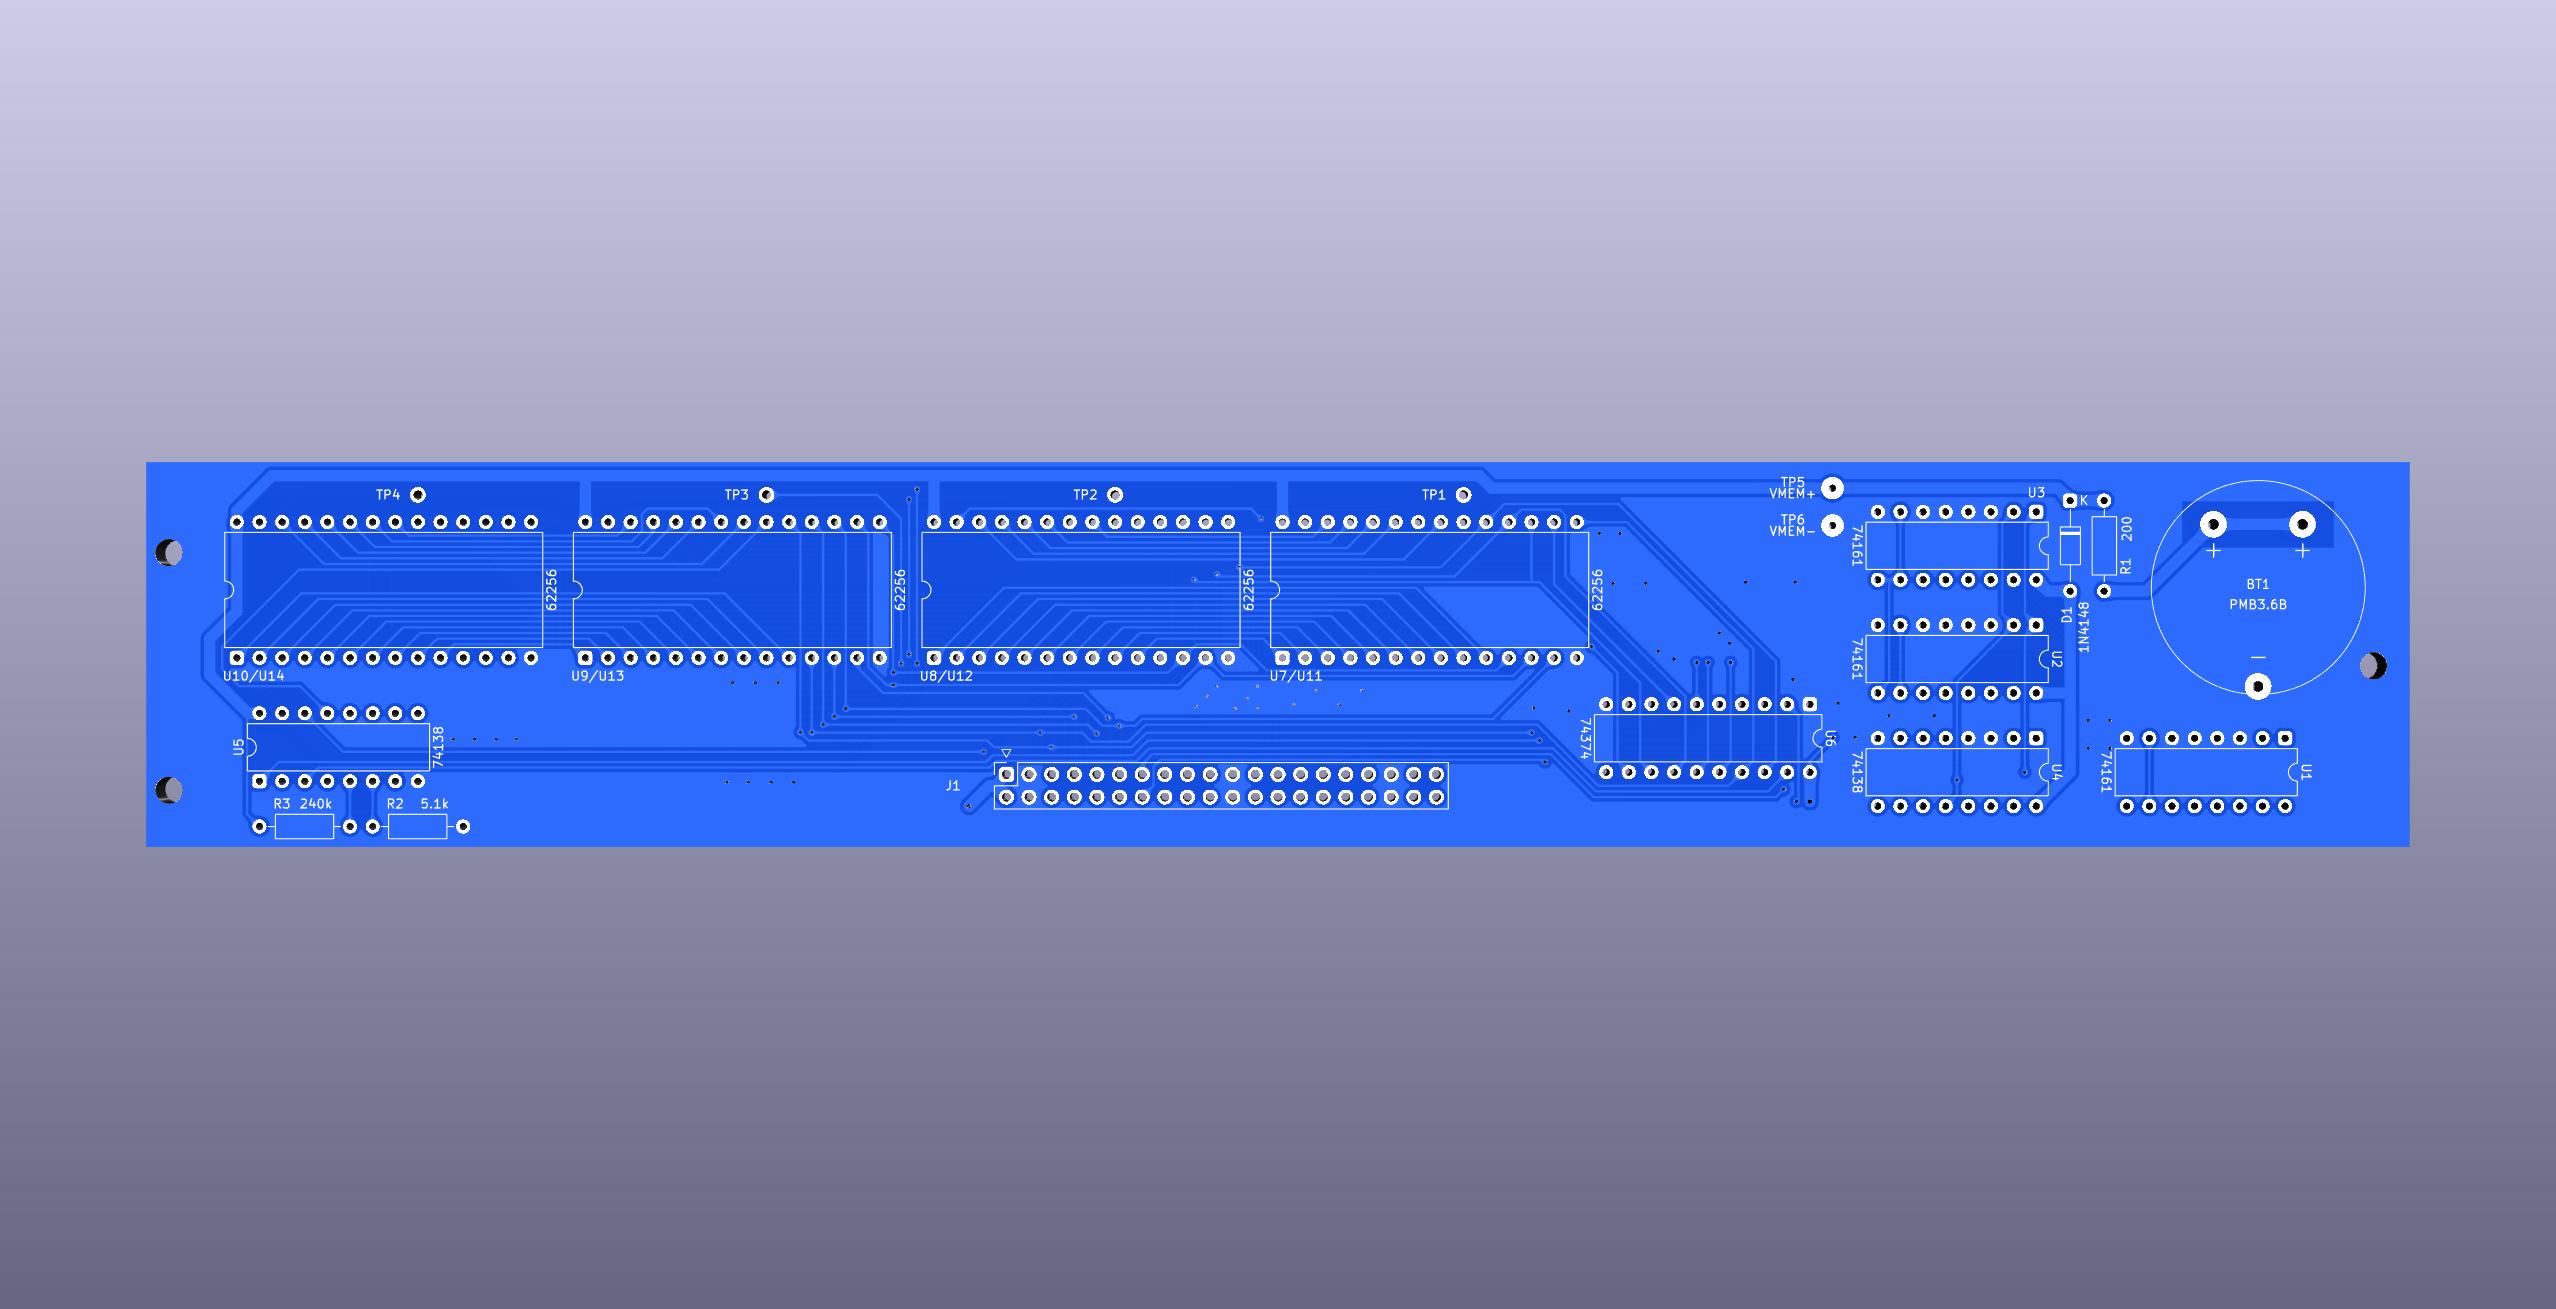 TP4
TP3
TP2
TP1
TP5
VMEM+
TP6
VMEM-
U3
74161
K
200
R1
D1
1N4148
+ +
BT1
PMB3.6B
−
62256
62256
62256
62256
U10/U14
U9/U13
U8/U12
U7/U11
74161
U2
U5
74138
R3 240k
R2 5.1k
J1
74374
U6
74138
U4
74161
U1